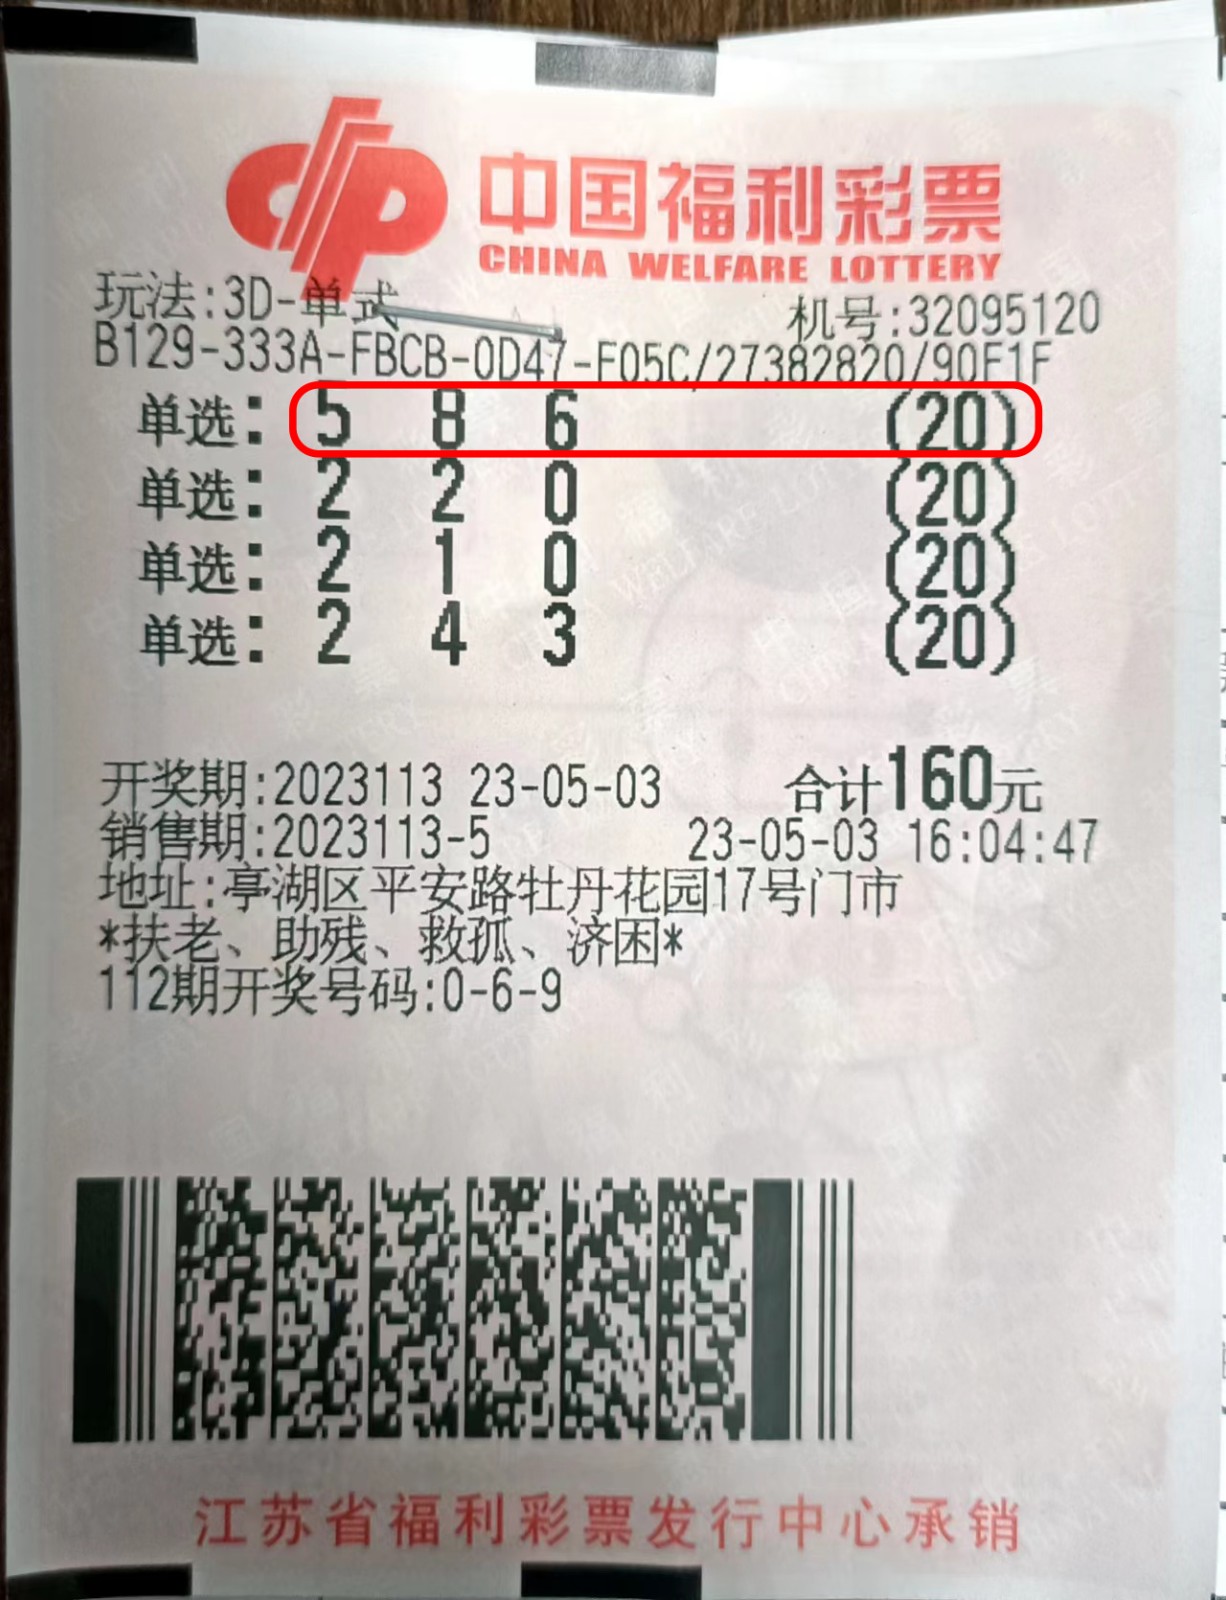 中国福利彩票
CHINA WELFARE LOTTERY
玩法:3D-单式
机号:32095120
B129-333A-FBCB-0D47-F05C/27382820/90F1F
单选: 5 8 6 (20)
单选: 2 2 0 (20)
单选: 2 1 0 (20)
单选: 2 4 3 (20)
开奖期:2023113 23-05-03 合计160元
销售期:2023113-5 23-05-03 16:04:47
地址:亭湖区平安路牡丹花园17号门市
*扶老、助残、救孤、济困*
112期开奖号码:0-6-9
江苏省福利彩票发行中心承销